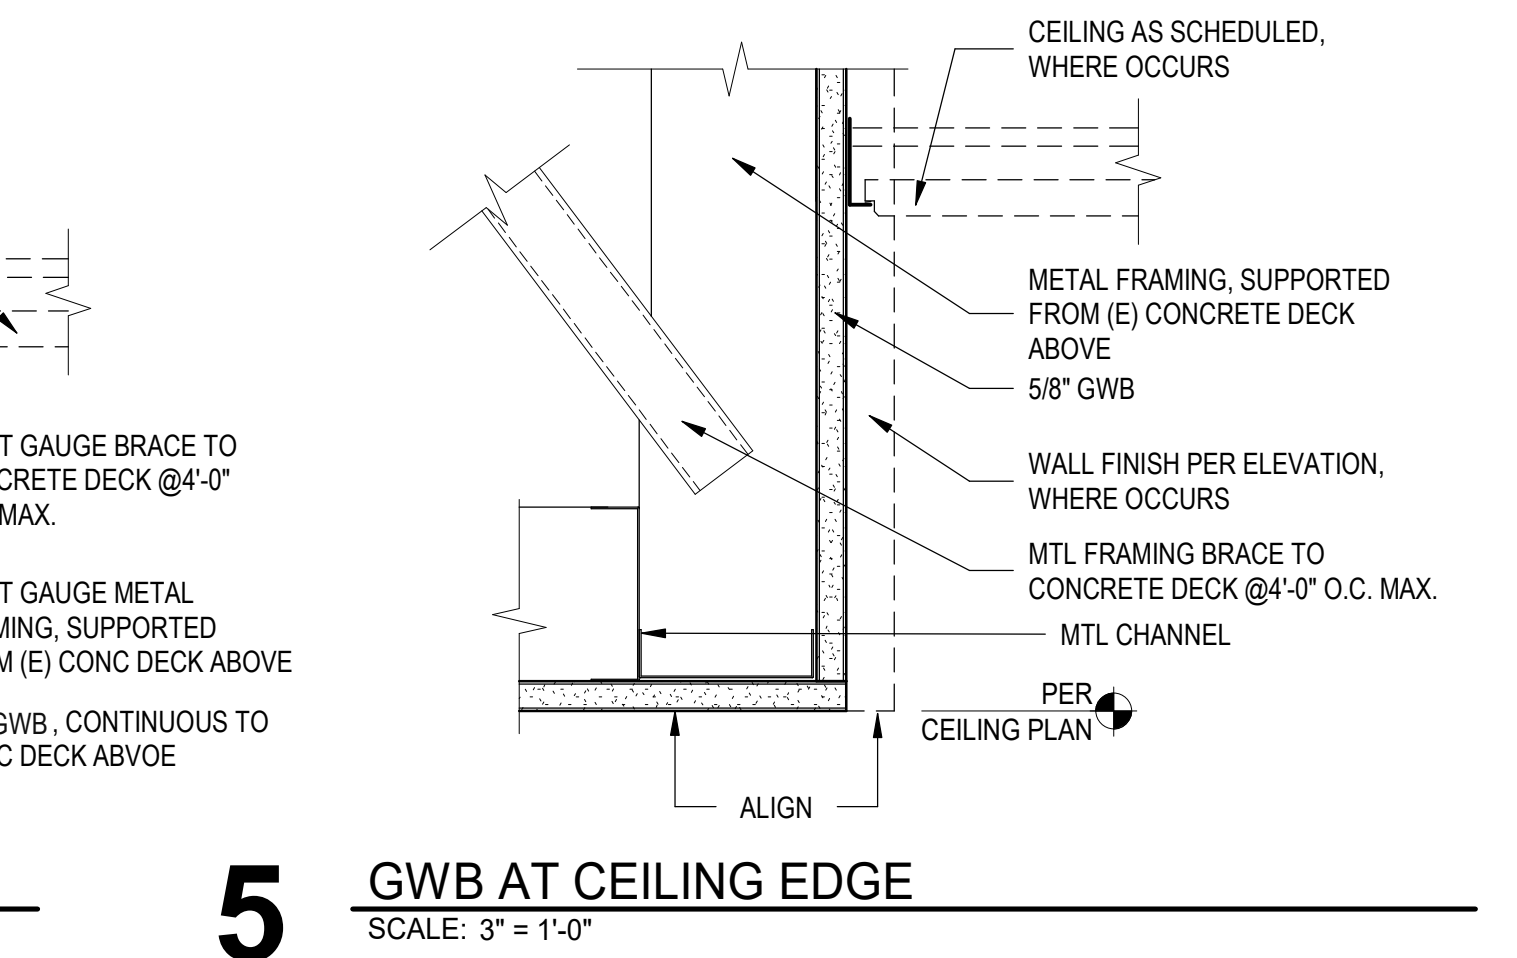 CEILING AS SCHEDULED,
WHERE OCCURS
METAL FRAMING, SUPPORTED
FROM (E) CONCRETE DECK
ABOVE
5/8" GWB
WALL FINISH PER ELEVATION,
WHERE OCCURS
MTL FRAMING BRACE TO
CONCRETE DECK @4'-0" O.C. MAX.
MTL CHANNEL
PER
CEILING PLAN
ALIGN
GAUGE BRACE TO
DECK @4'-0"
MAX.
GAUGE METAL
SUPPORTED
(E) CONC DECK ABOVE
GWB, CONTINUOUS TO
DECK ABVOE
5
GWB AT CEILING EDGE
SCALE: 3" = 1'-0"